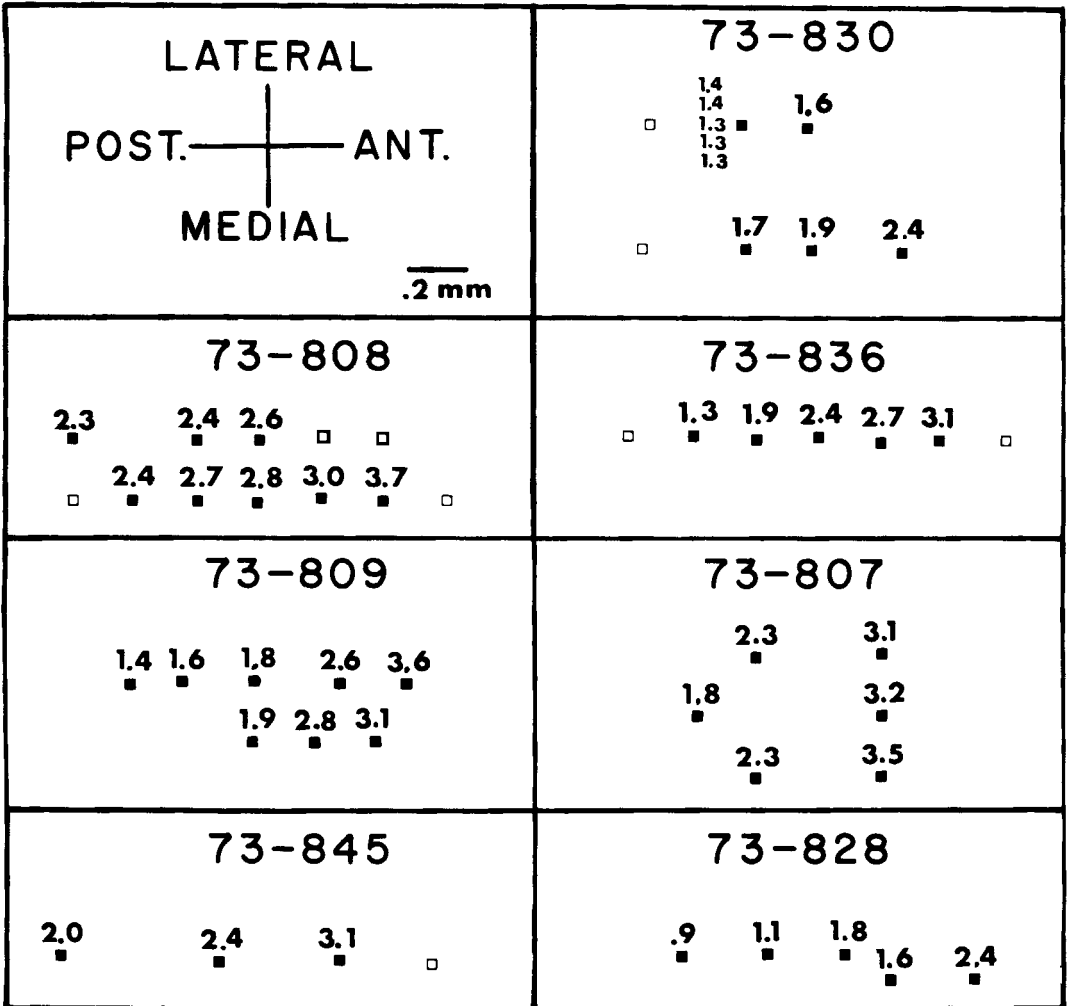 LATERAL
POST. ANT.
MEDIAL
.2 mm
73-830
1.4
1.4
1.3
1.3
1.3
1.6
1.7 1.9 2.4
73-808
2.3 2.4 2.6
2.4 2.7 2.8 3.0 3.7
73-836
1.3 1.9 2.4 2.7 3.1
73-809
1.4 1.6 1.8 2.6 3.6
1.9 2.8 3.1
73-807
2.3 3.1
1.8 3.2
2.3 3.5
73-845
2.0 2.4 3.1
73-828
.9 1.1 1.8
1.6 2.4